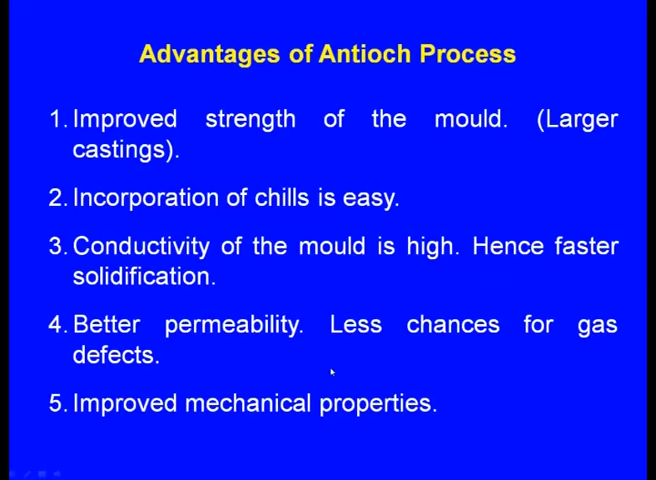 Advantages of Antioch Process
1. Improved strength of the mould. (Larger
castings).
2. Incorporation of chills is easy.
3. Conductivity of the mould is high. Hence faster
solidification.
4. Better permeability. Less chances for gas
defects.
5. Improved mechanical properties.